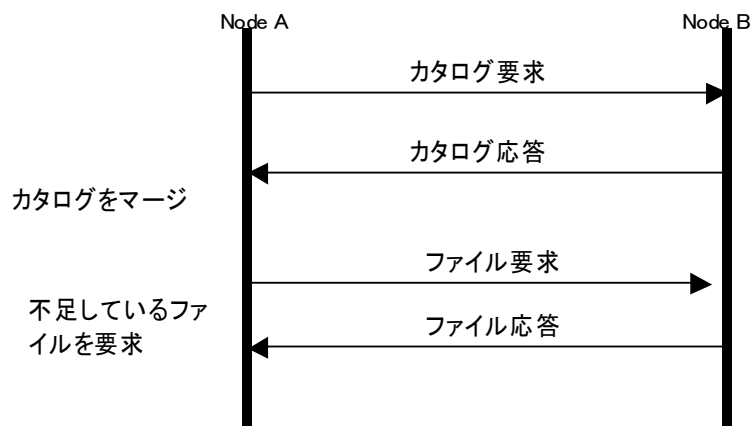 Node A
Node B
カタログ要求
カタログ応答
カタログをマージ
ファイル要求
不足しているファ
イルを要求
ファイル応答